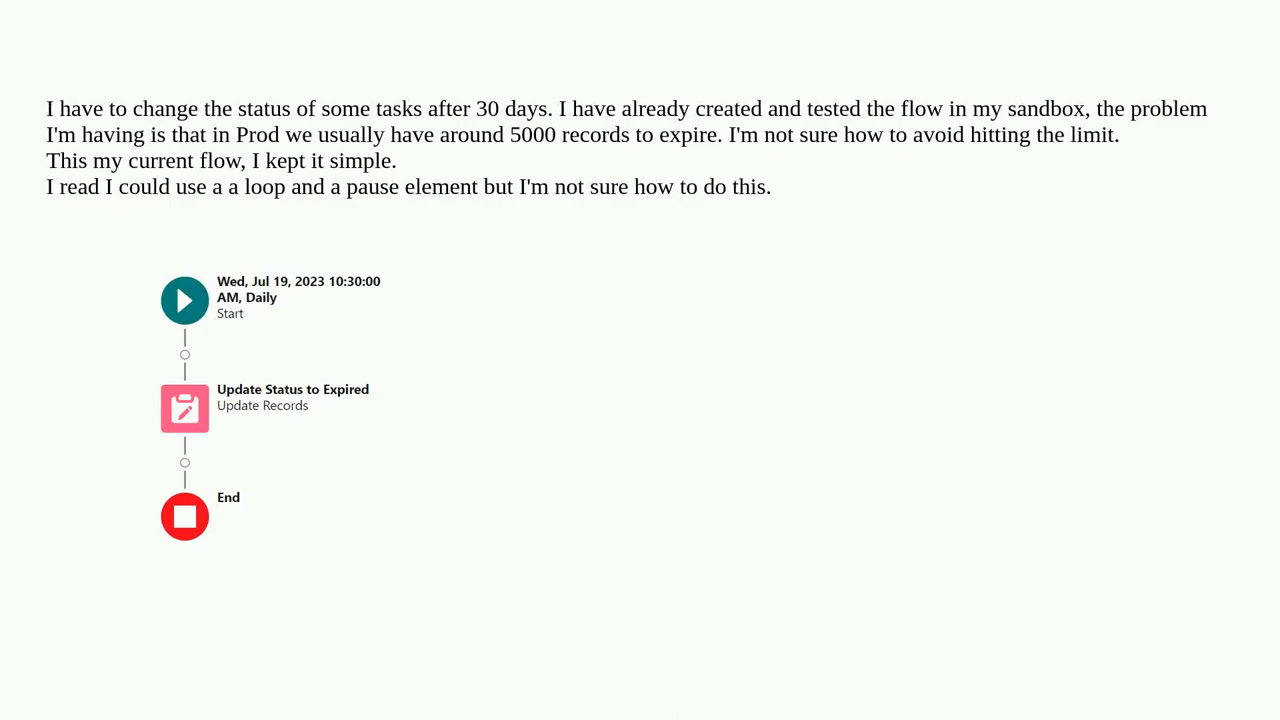 I have to change the status of some tasks after 30 days. I have already created and tested the flow in my sandbox, the problem
I'm having is that in Prod we usually have around 5000 records to expire. I'm not sure how to avoid hitting the limit.
This my current flow, I kept it simple.
I read I could use a a loop and a pause element but I'm not sure how to do this.
Wed, Jul 19, 2023 10:30:00
AM, Daily
Start
Update Status to Expired
Update Records
End